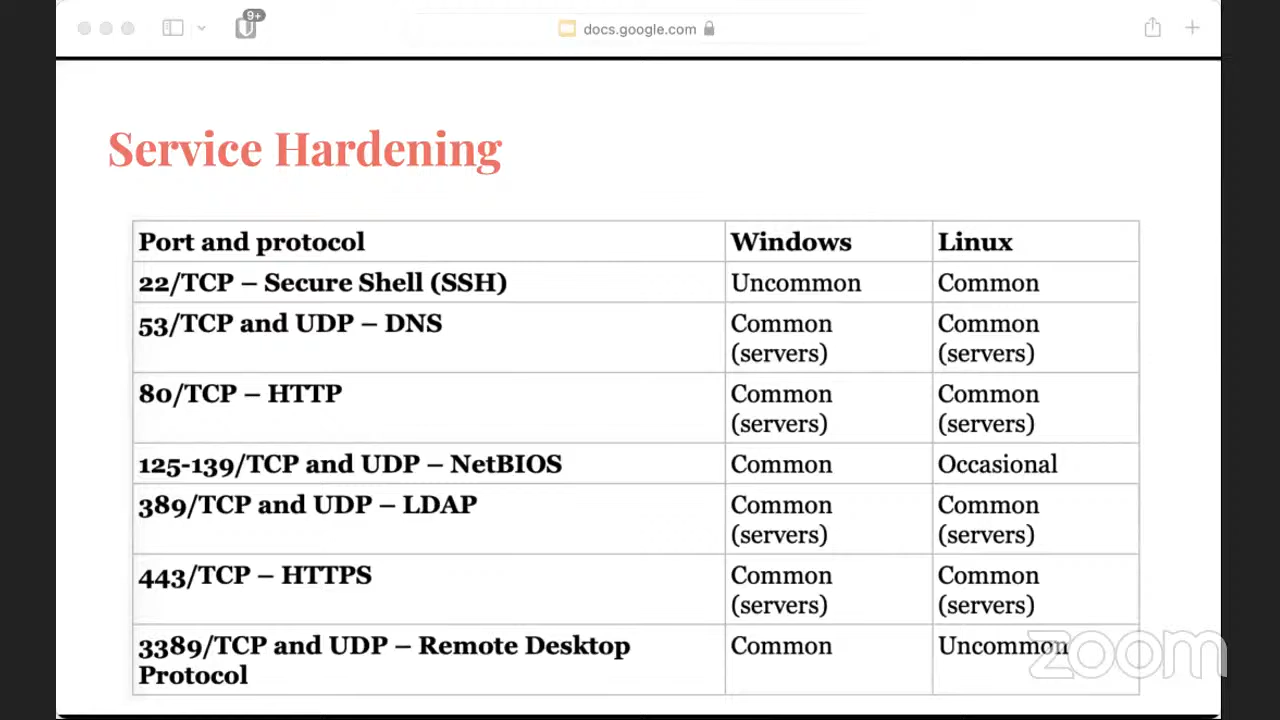 9+
docs.google.com
Service Hardening
Port and protocol Windows Linux
22/TCP – Secure Shell (SSH) Uncommon Common
53/TCP and UDP – DNS Common Common
(servers) (servers)
80/TCP – HTTP Common Common
(servers) (servers)
125-139/TCP and UDP – NetBIOS Common Occasional
389/TCP and UDP – LDAP Common Common
(servers) (servers)
443/TCP – HTTPS Common Common
(servers) (servers)
3389/TCP and UDP – Remote Desktop Common Uncommon
Protocol
zoom